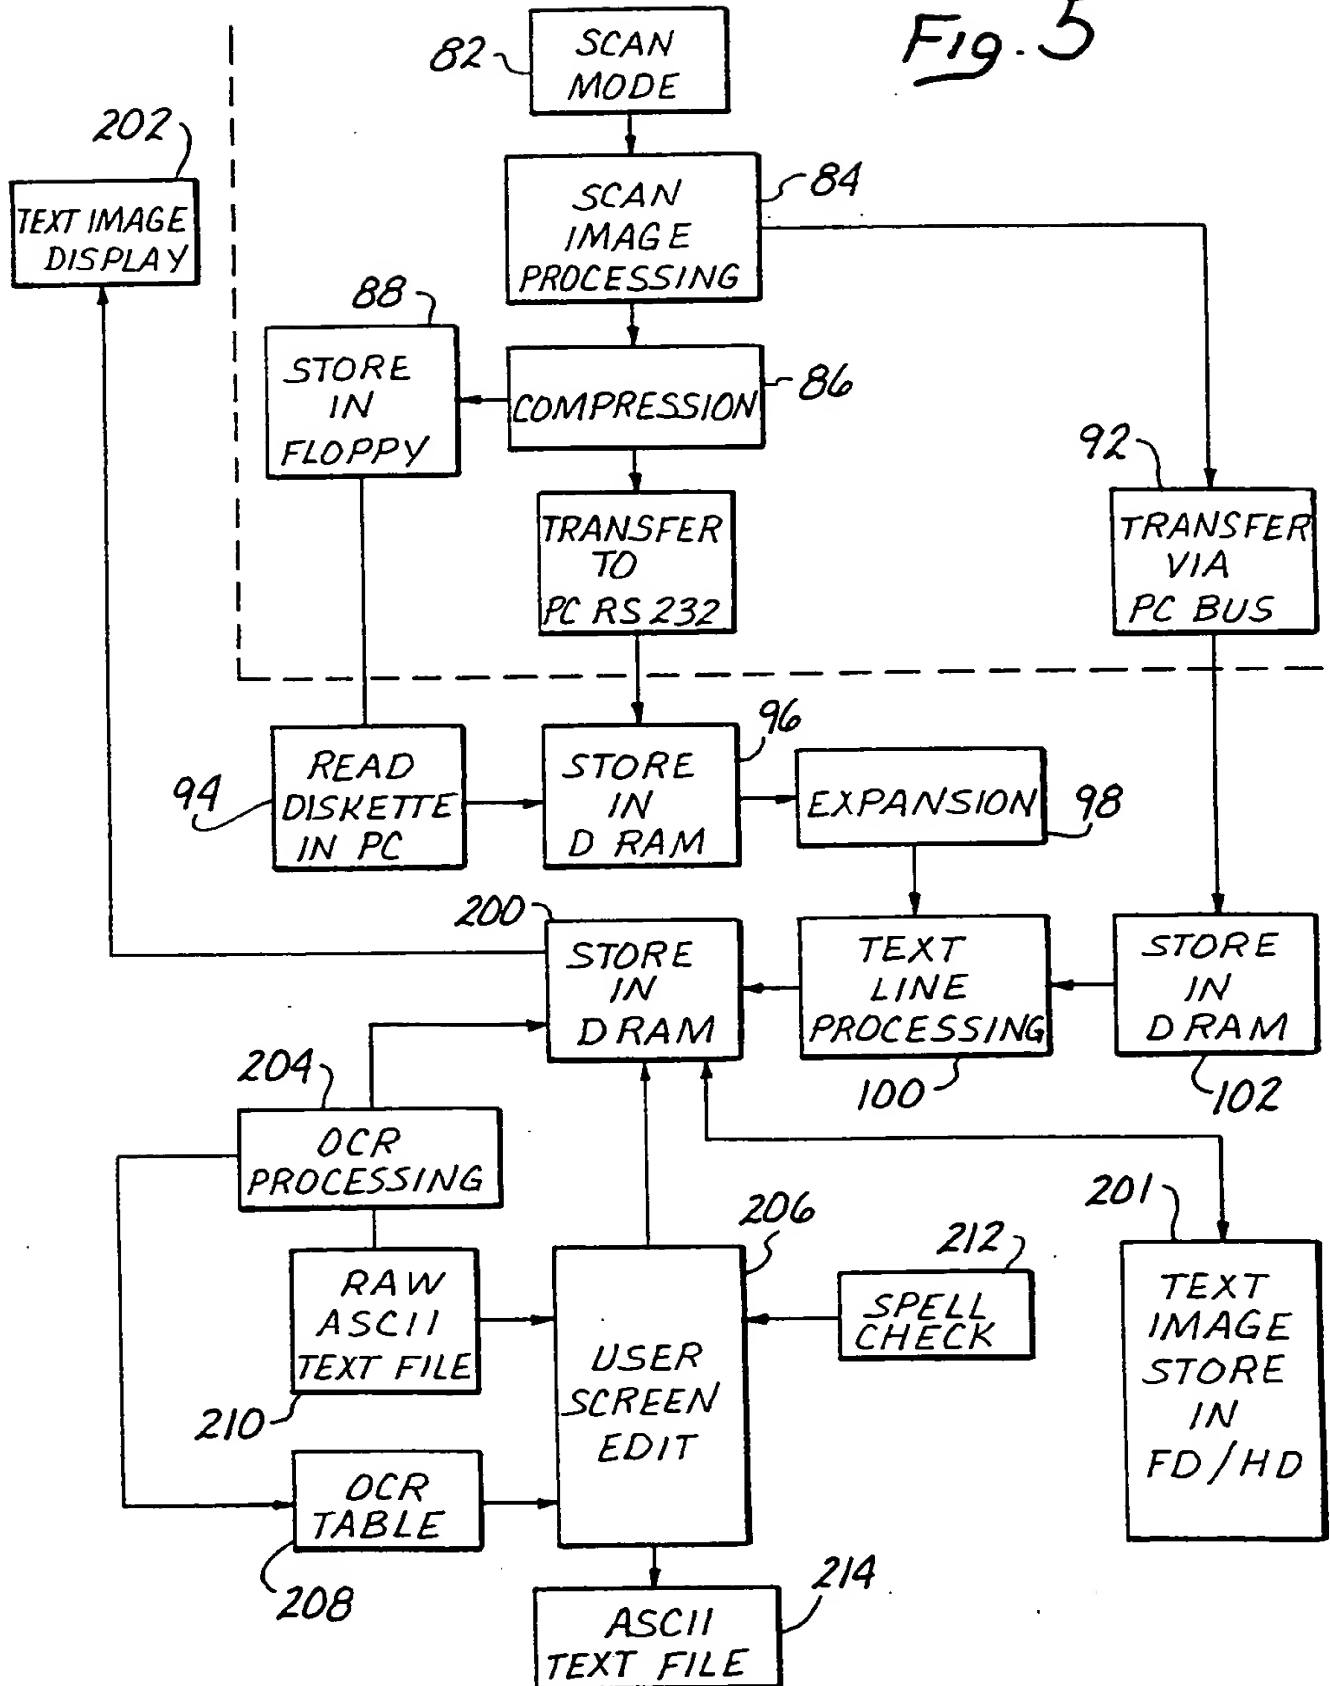 Fig. 5
82
SCAN
MODE
202
84
SCAN
IMAGE
PROCESSING
TEXT IMAGE
DISPLAY
88
STORE
IN
FLOPPY
COMPRESSION
86
92
TRANSFER
TO
PC RS 232
TRANSFER
VIA
PC BUS
96
94
READ
DISKETTE
IN PC
STORE
IN
D RAM
EXPANSION
98
200
STORE
IN
D RAM
TEXT
LINE
PROCESSING
100
STORE
IN
D RAM
102
204
OCR
PROCESSING
206
212
201
RAW
ASCII
TEXT FILE
210
USER
SCREEN
EDIT
SPELL
CHECK
TEXT
IMAGE
STORE
IN
FD/HD
OCR
TABLE
208
214
ASCII
TEXT FILE